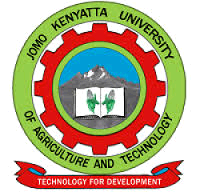 JOMO KENYATTA UNIVERSITY
OF AGRICULTURE AND TECHNOLOGY
TECHNOLOGY FOR DEVELOPMENT